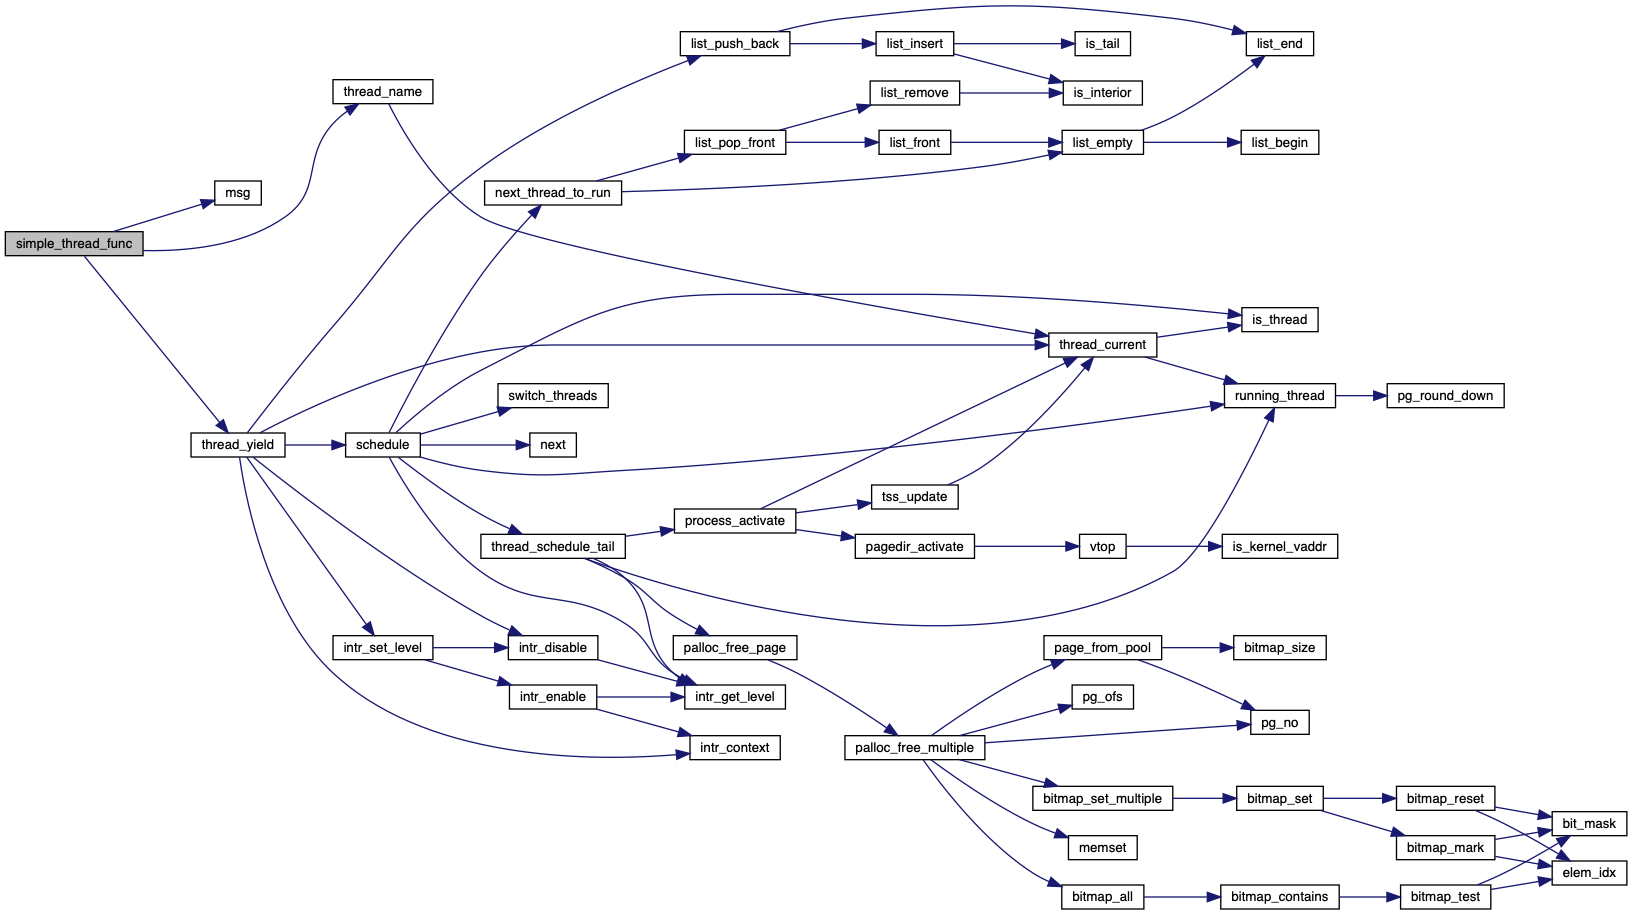 simple_thread_func
msg
thread_name
thread_yield
list_push_back
list_insert
is_tail
list_end
list_remove
is_interior
list_pop_front
list_front
list_empty
list_begin
next_thread_to_run
is_thread
thread_current
switch_threads
running_thread
pg_round_down
schedule
next
tss_update
process_activate
thread_schedule_tail
pagedir_activate
vtop
is_kernel_vaddr
intr_set_level
intr_disable
palloc_free_page
page_from_pool
bitmap_size
intr_enable
intr_get_level
pg_ofs
pg_no
intr_context
palloc_free_multiple
bitmap_set_multiple
bitmap_set
bitmap_reset
bit_mask
memset
bitmap_mark
elem_idx
bitmap_all
bitmap_contains
bitmap_test